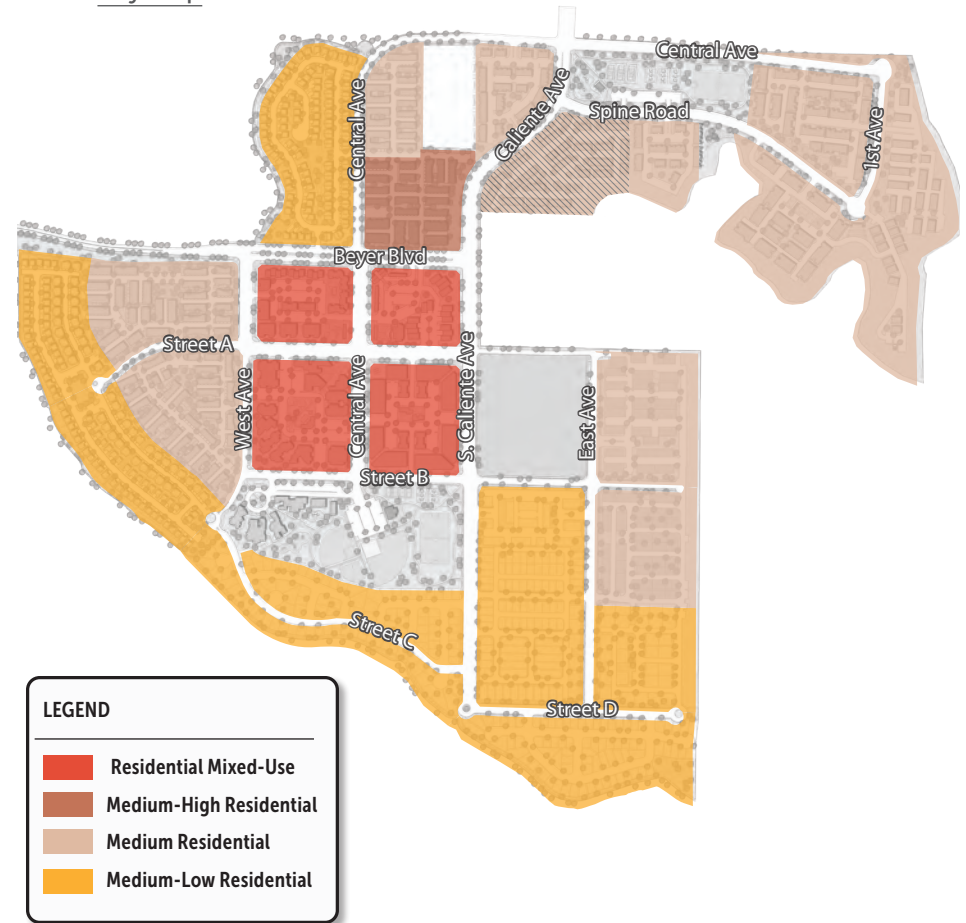 Central Ave
Caliente Ave
Spine Road
1st Ave
Central Ave
Beyer Blvd
Street A
West Ave
Central Ave
S. Caliente Ave
East Ave
Street B
Street C
Street D
LEGEND
Residential Mixed-Use
Medium-High Residential
Medium Residential
Medium-Low Residential